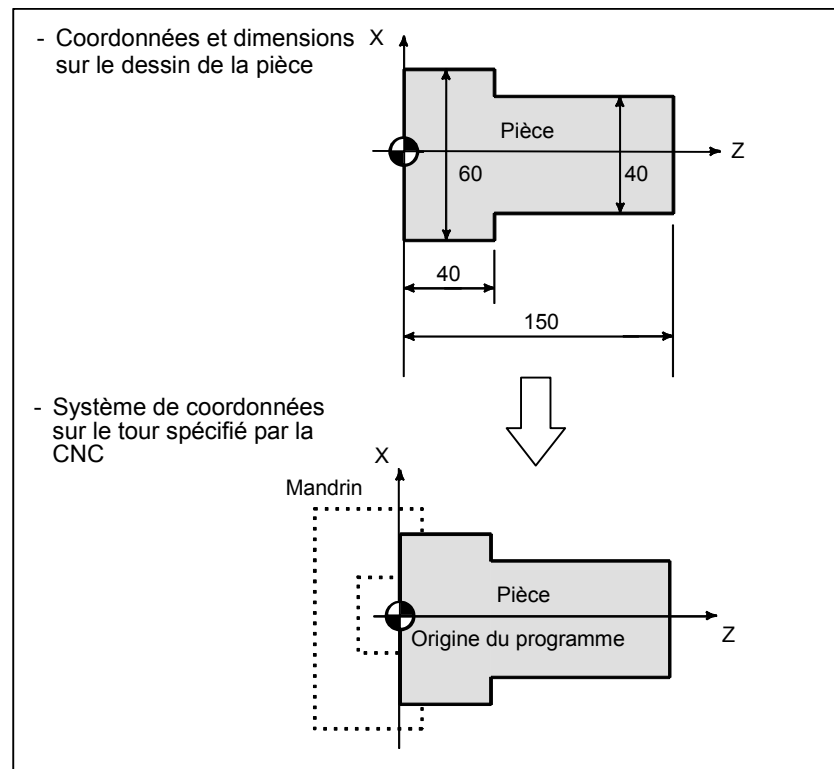 - Coordonnées et dimensions
sur le dessin de la pièce
X
Pièce
Z
60
40
40
150
- Système de coordonnées
sur le tour spécifié par la
CNC
X
Mandrin
Pièce
Origine du programme
Z